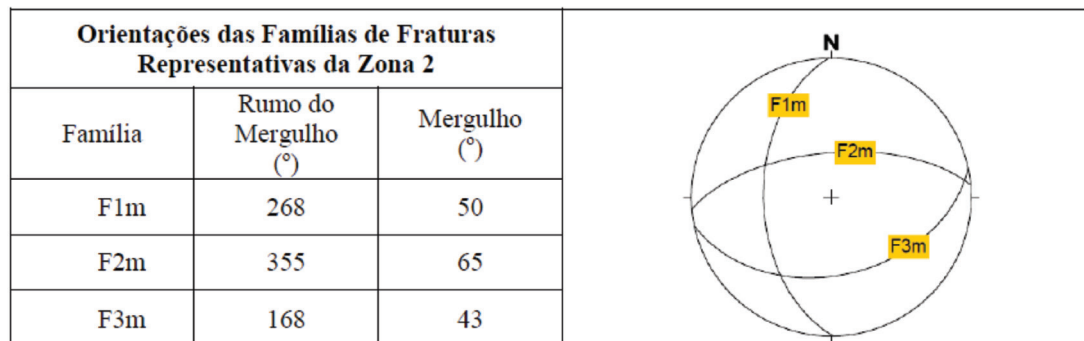 Orientações das Famílias de Fraturas
Representativas da Zona 2
Família
Rumo do
Mergulho
(º)
Mergulho
(º)
F1m 268 50
F2m 355 65
F3m 168 43
N
F1m
F2m
F3m